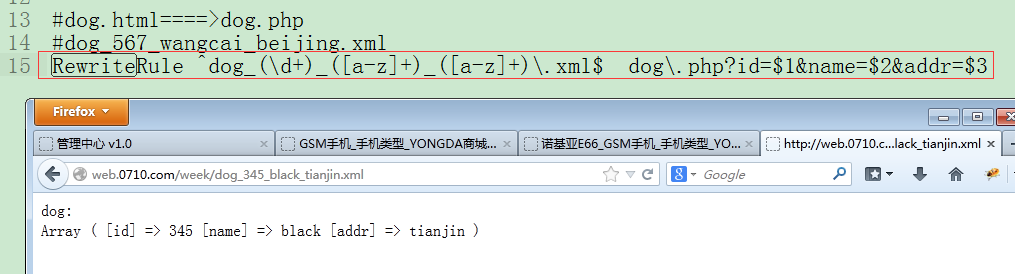 12
13 #dog.html====>dog.php
14 #dog_567_wangcai_beijing.xml
15 RewriteRule ^dog_(\d+)_([a-z]+)_([a-z]+)\.xml$ dog\.php?id=$1&name=$2&addr=$3
Firefox
管理中心 v1.0
GSM手机_手机类型_YONGDA商城...
诺基亚E66_GSM手机_手机类型_YO...
http://web.0710.c...lack_tianjin.xml
web.0710.com/week/dog_345_black_tianjin.xml
Google
dog:
Array ( [id] => 345 [name] => black [addr] => tianjin )